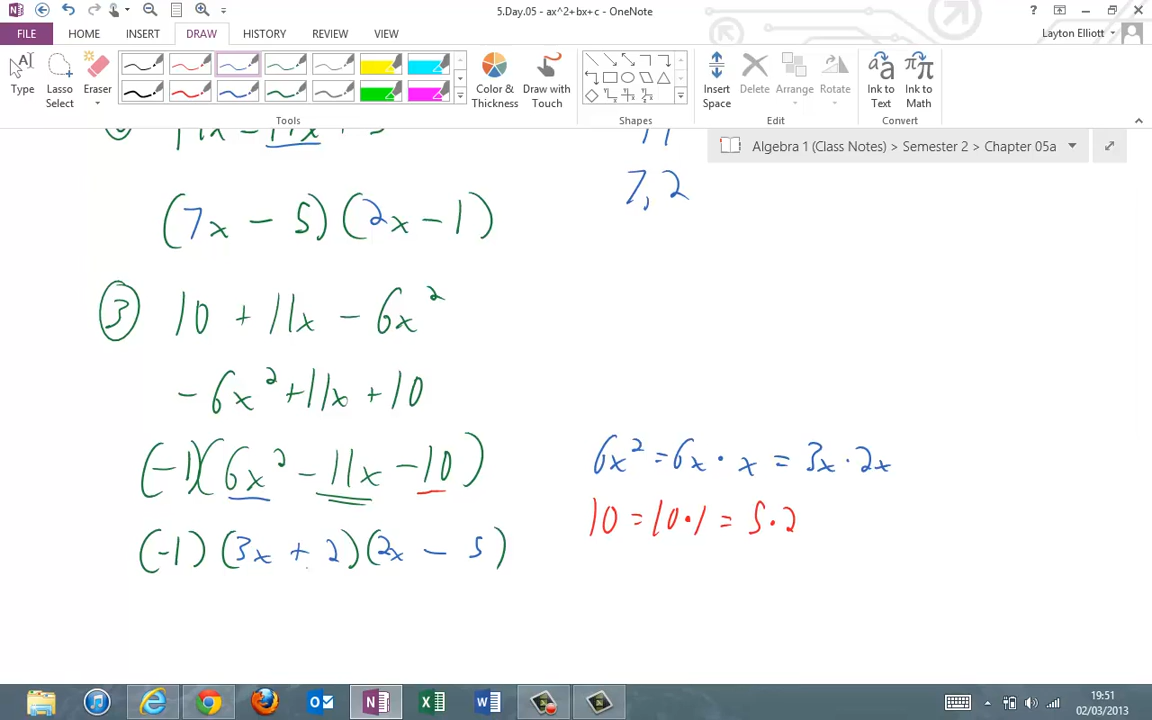 5.Day.05 - ax^2+bx+c - OneNote
FILE HOME INSERT DRAW HISTORY REVIEW VIEW
Layton Elliott
Type
Lasso Select
Eraser
Color & Thickness
Draw with Touch
Insert Space
Delete
Arrange
Rotate
Ink to Text
Ink to Math
Tools
Shapes
Edit
Convert
Algebra 1 (Class Notes) > Semester 2 > Chapter 05a
7, 2
(7x - 5)(2x - 1)
③ 10 + 11x - 6x²
- 6x² + 11x + 10
(-1)(6x² - 11x - 10)
6x² = 6x · x = 3x · 2x
10 = 10 · 1 = 5 · 2
(-1)(3x + 2)(2x - 5)
19:51
02/03/2013